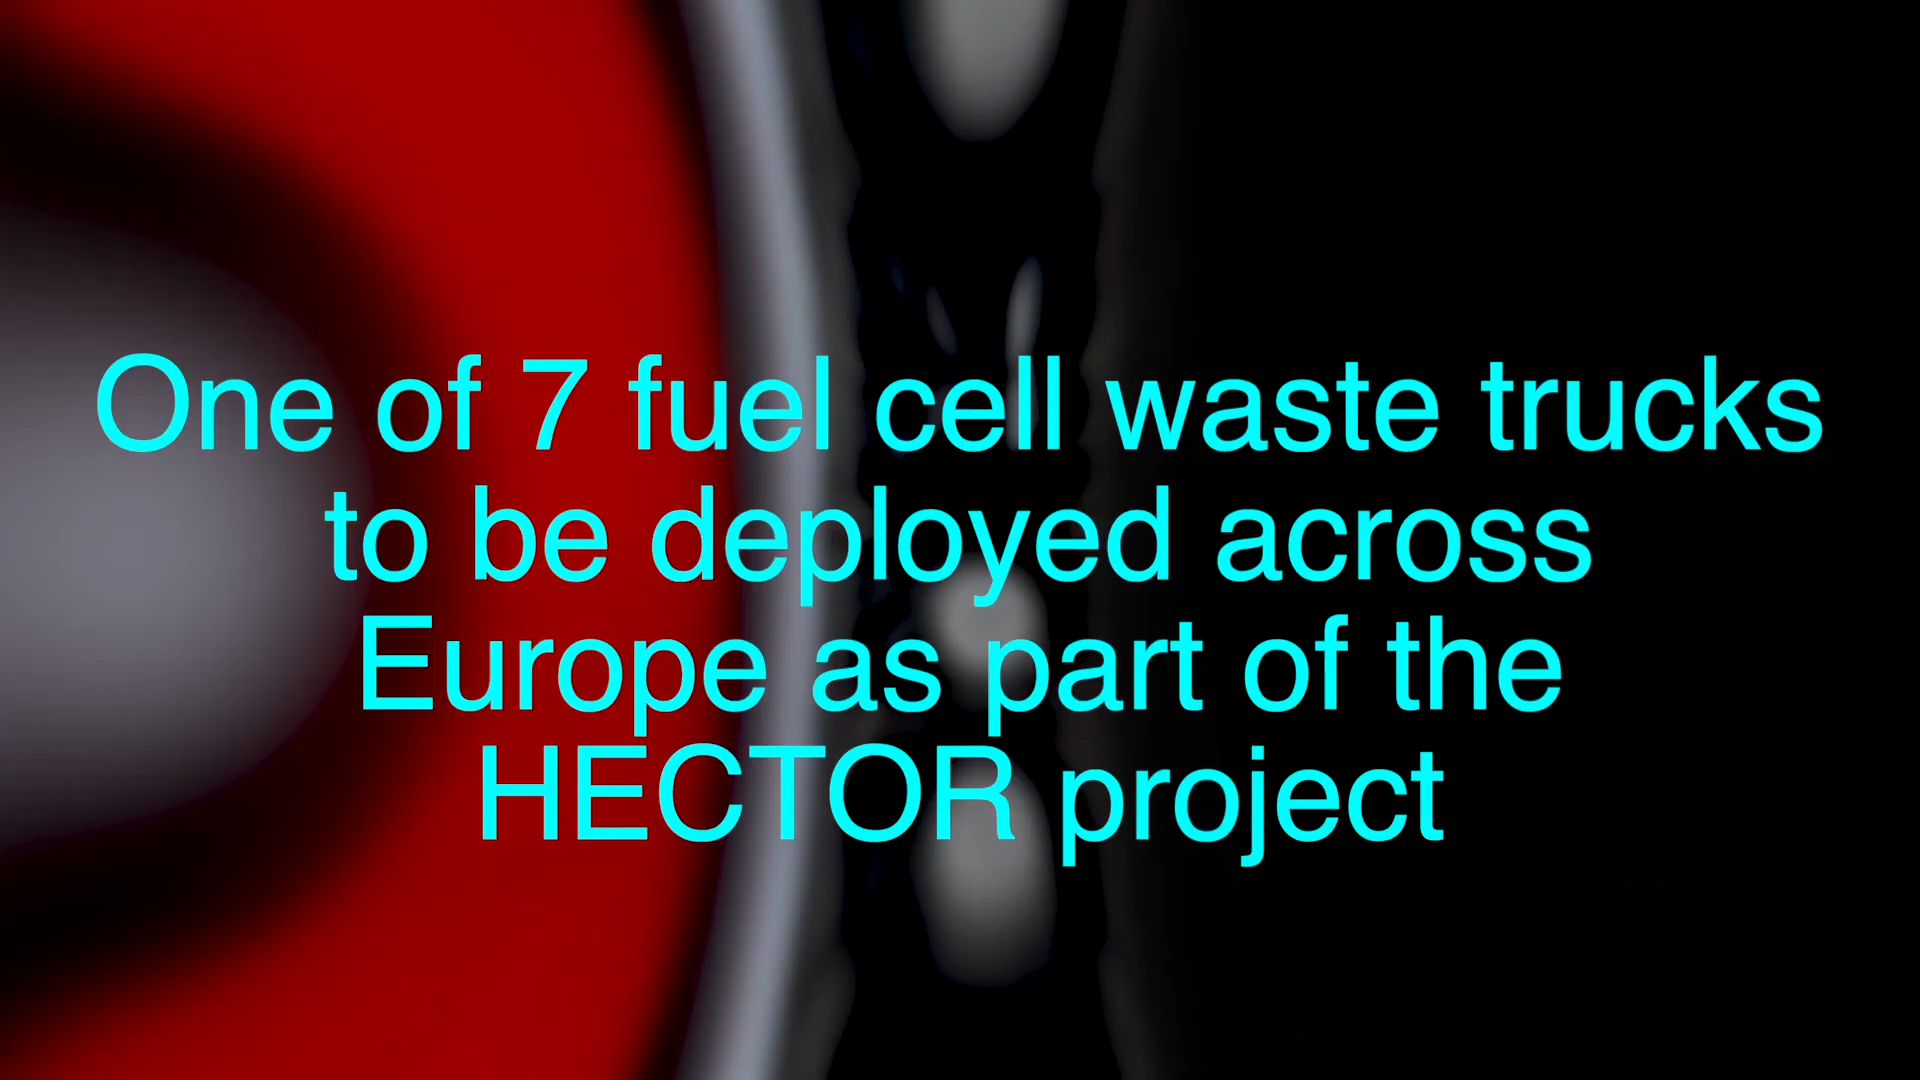 One of 7 fuel cell waste trucks
to be deployed across
Europe as part of the
HECTOR project